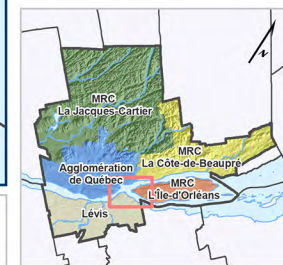 MRC
La Jacques-Cartier
MRC
La Côte-de-Beaupré
Agglomération
de Québec
MRC
L'Île-d'Orléans
Lévis
N